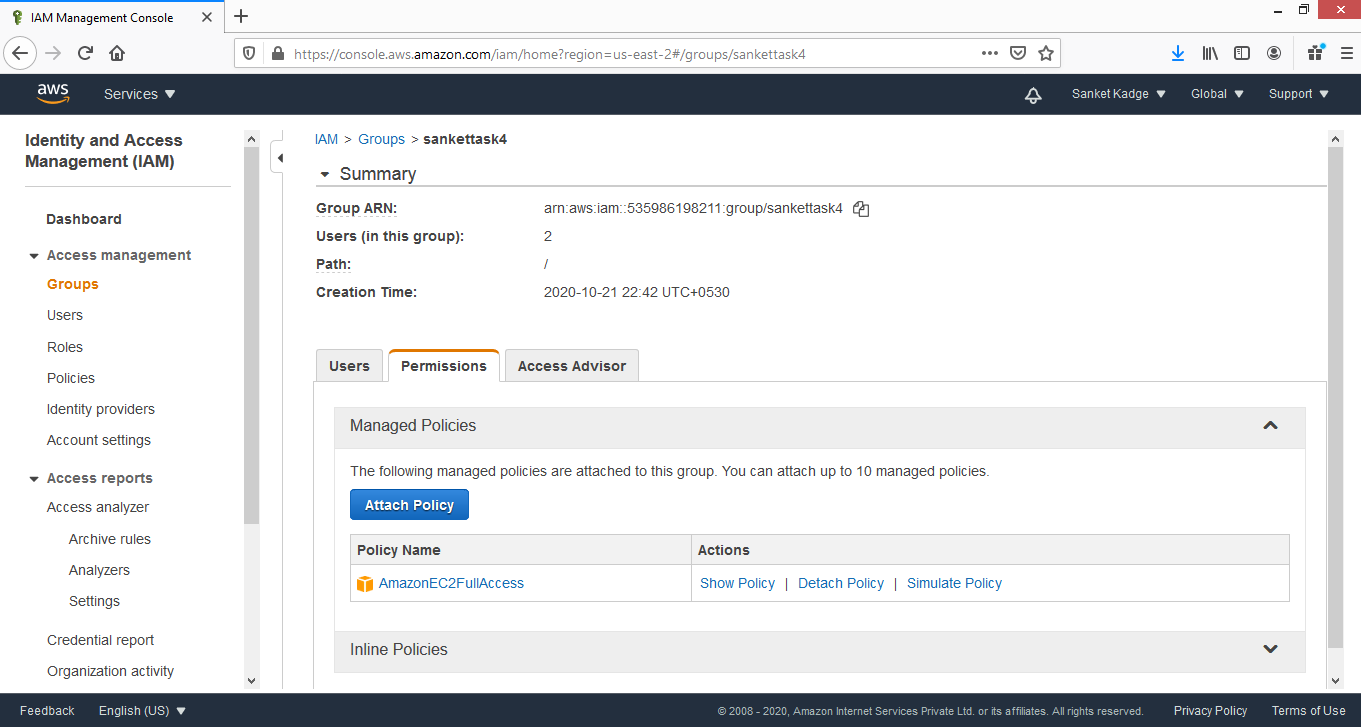 IAM Management Console
https://console.aws.amazon.com/iam/home?region=us-east-2#/groups/sankettask4
aws Services Sanket Kadge Global Support
Identity and Access
Management (IAM)
Dashboard
Access management
Groups
Users
Roles
Policies
Identity providers
Account settings
Access reports
Access analyzer
Archive rules
Analyzers
Settings
Credential report
Organization activity
IAM > Groups > sankettask4
Summary
Group ARN: arn:aws:iam::535986198211:group/sankettask4
Users (in this group): 2
Path: /
Creation Time: 2020-10-21 22:42 UTC+0530
Users Permissions Access Advisor
Managed Policies
The following managed policies are attached to this group. You can attach up to 10 managed policies.
Attach Policy
Policy Name Actions
AmazonEC2FullAccess Show Policy | Detach Policy | Simulate Policy
Inline Policies
Feedback English (US) © 2008 - 2020, Amazon Internet Services Private Ltd. or its affiliates. All rights reserved. Privacy Policy Terms of Use